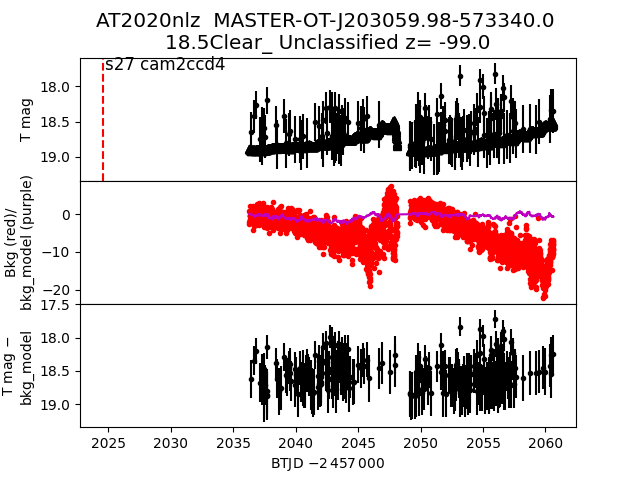 AT2020nlz  MASTER-OT-J203059.98-573340.0
18.5Clear_ Unclassified z= -99.0
s27 cam2ccd4
T mag
18.0
18.5
19.0
Bkg (red)/
bkg_model (purple)
0
−10
−20
T mag −
bkg_model
17.5
18.0
18.5
19.0
2025
2030
2035
2040
2045
2050
2055
2060
BTJD −2 457 000